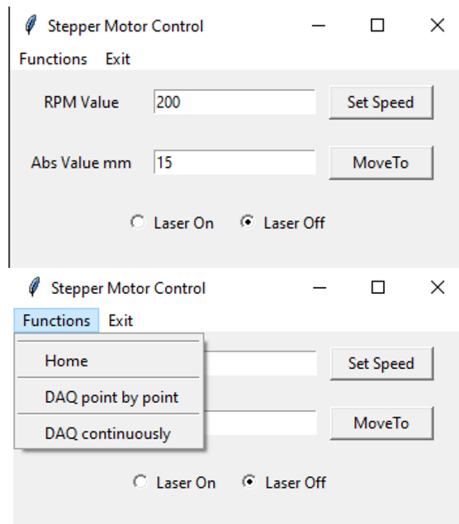 Stepper Motor Control
Functions Exit
RPM Value 200 Set Speed
Abs Value mm 15 MoveTo
Laser On Laser Off
Stepper Motor Control
Functions Exit
Home Set Speed
DAQ point by point
MoveTo
DAQ continuously
Laser On Laser Off